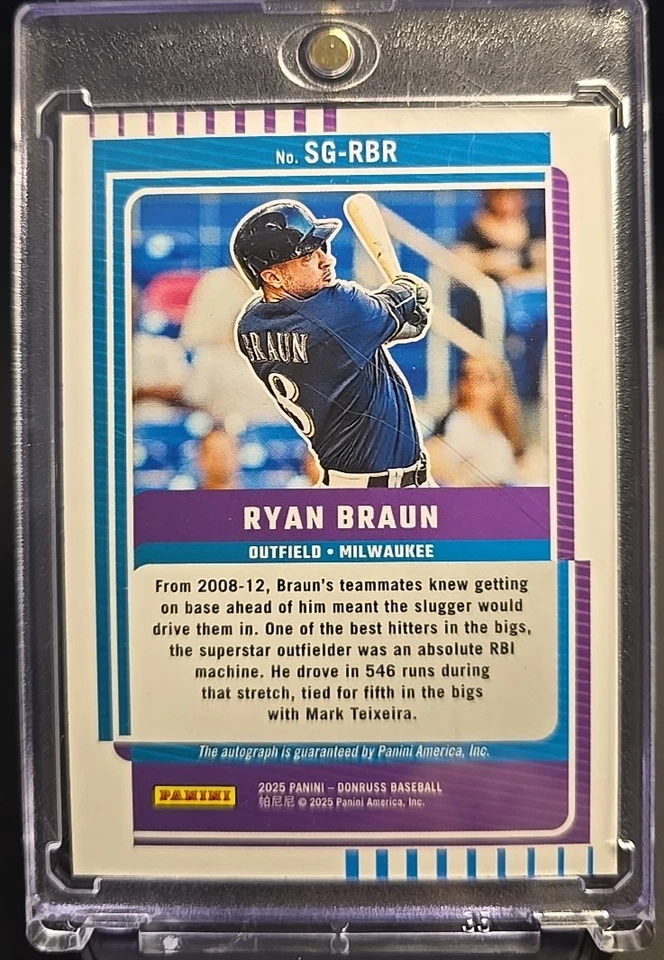 No. SG-RBR
BRAUN
8
RYAN BRAUN
OUTFIELD • MILWAUKEE
From 2008-12, Braun's teammates knew getting
on base ahead of him meant the slugger would
drive them in. One of the best hitters in the bigs,
the superstar outfielder was an absolute RBI
machine. He drove in 546 runs during
that stretch, tied for fifth in the bigs
with Mark Teixeira.
The autograph is guaranteed by Panini America, Inc.
PANINI
2025 PANINI – DONRUSS BASEBALL
帕尼尼 © 2025 Panini America, Inc.